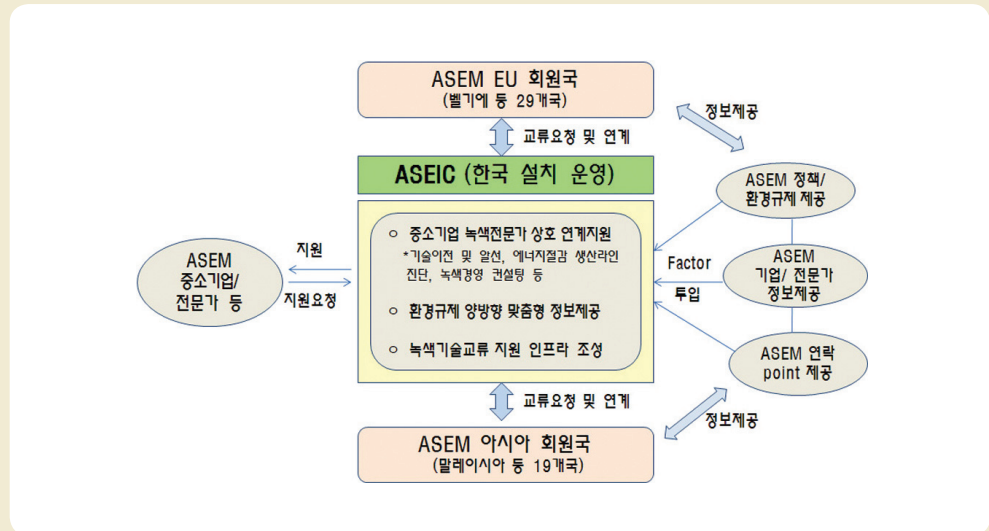 ASEM EU 회원국
(벨기에 등 29개국)
정보제공
교류요청 및 연계
ASEIC (한국 설치 운영)
ASEM 정책/
환경규제 제공
ㅇ 중소기업 녹색전문가 상호 연계지원
*기술이전 및 알선, 에너지절감 생산라인
진단, 녹색경영 컨설팅 등
ㅇ 환경규제 양방향 맞춤형 정보제공
ㅇ 녹색기술교류 지원 인프라 조성
지원
지원요청
ASEM
중소기업/
전문가 등
Factor
투입
ASEM
기업/ 전문가
정보제공
ASEM 연락
point 제공
교류요청 및 연계
정보제공
ASEM 아시아 회원국
(말레이시아 등 19개국)